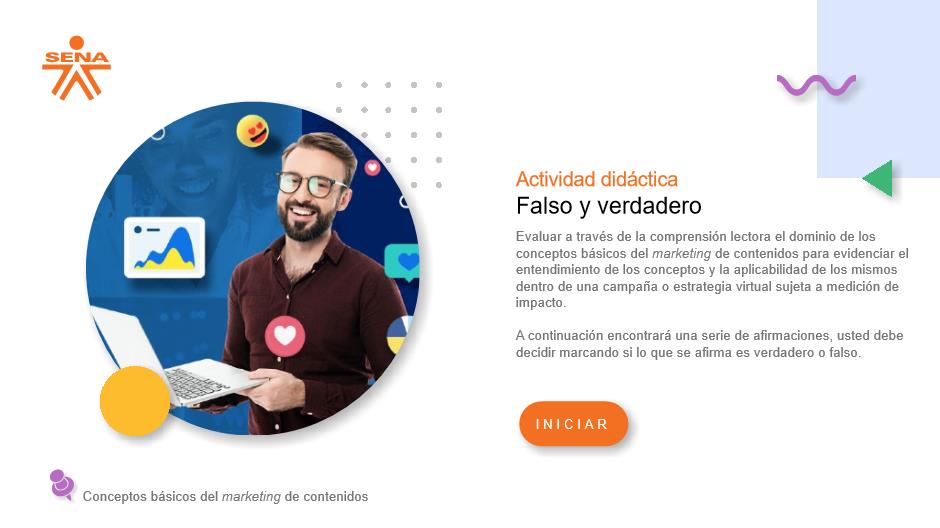 SENA
Actividad didáctica
Falso y verdadero
Evaluar a través de la comprensión lectora el dominio de los
conceptos básicos del marketing de contenidos para evidenciar el
entendimiento de los conceptos y la aplicabilidad de los mismos
dentro de una campaña o estrategia virtual sujeta a medición de
impacto.
A continuación encontrará una serie de afirmaciones, usted debe
decidir marcando si lo que se afirma es verdadero o falso.
INICIAR
Conceptos básicos del marketing de contenidos